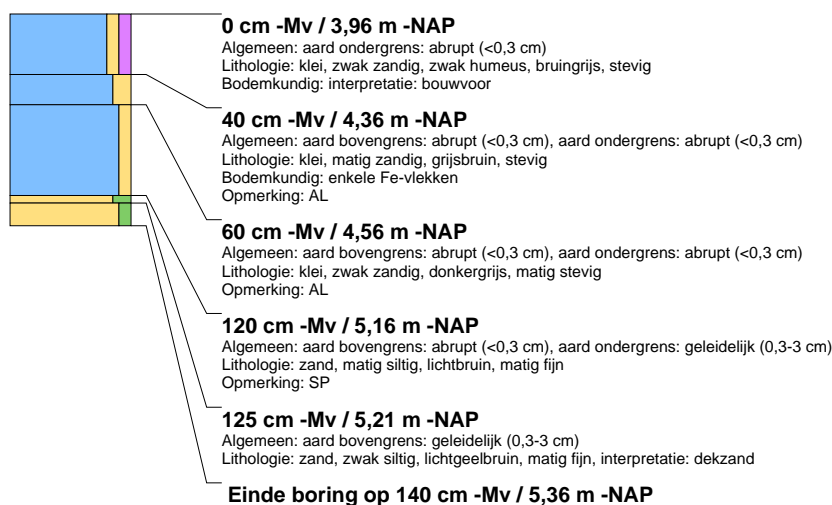 0 cm -Mv / 3,96 m -NAP
Algemeen: aard ondergrens: abrupt (<0,3 cm)
Lithologie: klei, zwak zandig, zwak humeus, bruingrijs, stevig
Bodemkundig: interpretatie: bouwvoor
40 cm -Mv / 4,36 m -NAP
Algemeen: aard bovengrens: abrupt (<0,3 cm), aard ondergrens: abrupt (<0,3 cm)
Lithologie: klei, matig zandig, grijsbruin, stevig
Bodemkundig: enkele Fe-vlekken
Opmerking: AL
60 cm -Mv / 4,56 m -NAP
Algemeen: aard bovengrens: abrupt (<0,3 cm), aard ondergrens: abrupt (<0,3 cm)
Lithologie: klei, zwak zandig, donkergrijs, matig stevig
Opmerking: AL
120 cm -Mv / 5,16 m -NAP
Algemeen: aard bovengrens: abrupt (<0,3 cm), aard ondergrens: geleidelijk (0,3-3 cm)
Lithologie: zand, matig siltig, lichtbruin, matig fijn
Opmerking: SP
125 cm -Mv / 5,21 m -NAP
Algemeen: aard bovengrens: geleidelijk (0,3-3 cm)
Lithologie: zand, zwak siltig, lichtgeelbruin, matig fijn, interpretatie: dekzand
Einde boring op 140 cm -Mv / 5,36 m -NAP